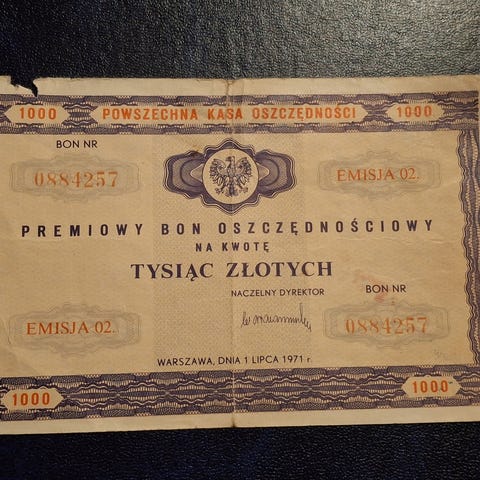 1000 POWSZECHNA KASA OSZCZĘDNOŚCI 1000
BON NR
0884257
EMISJA 02.
PREMIOWY BON OSZCZĘDNOŚCIOWY
NA KWOTĘ
TYSIĄC ZŁOTYCH
NACZELNY DYREKTOR
BON NR
EMISJA 02.
0884257
WARSZAWA, DNIA 1 LIPCA 1971 r.
1000
1000